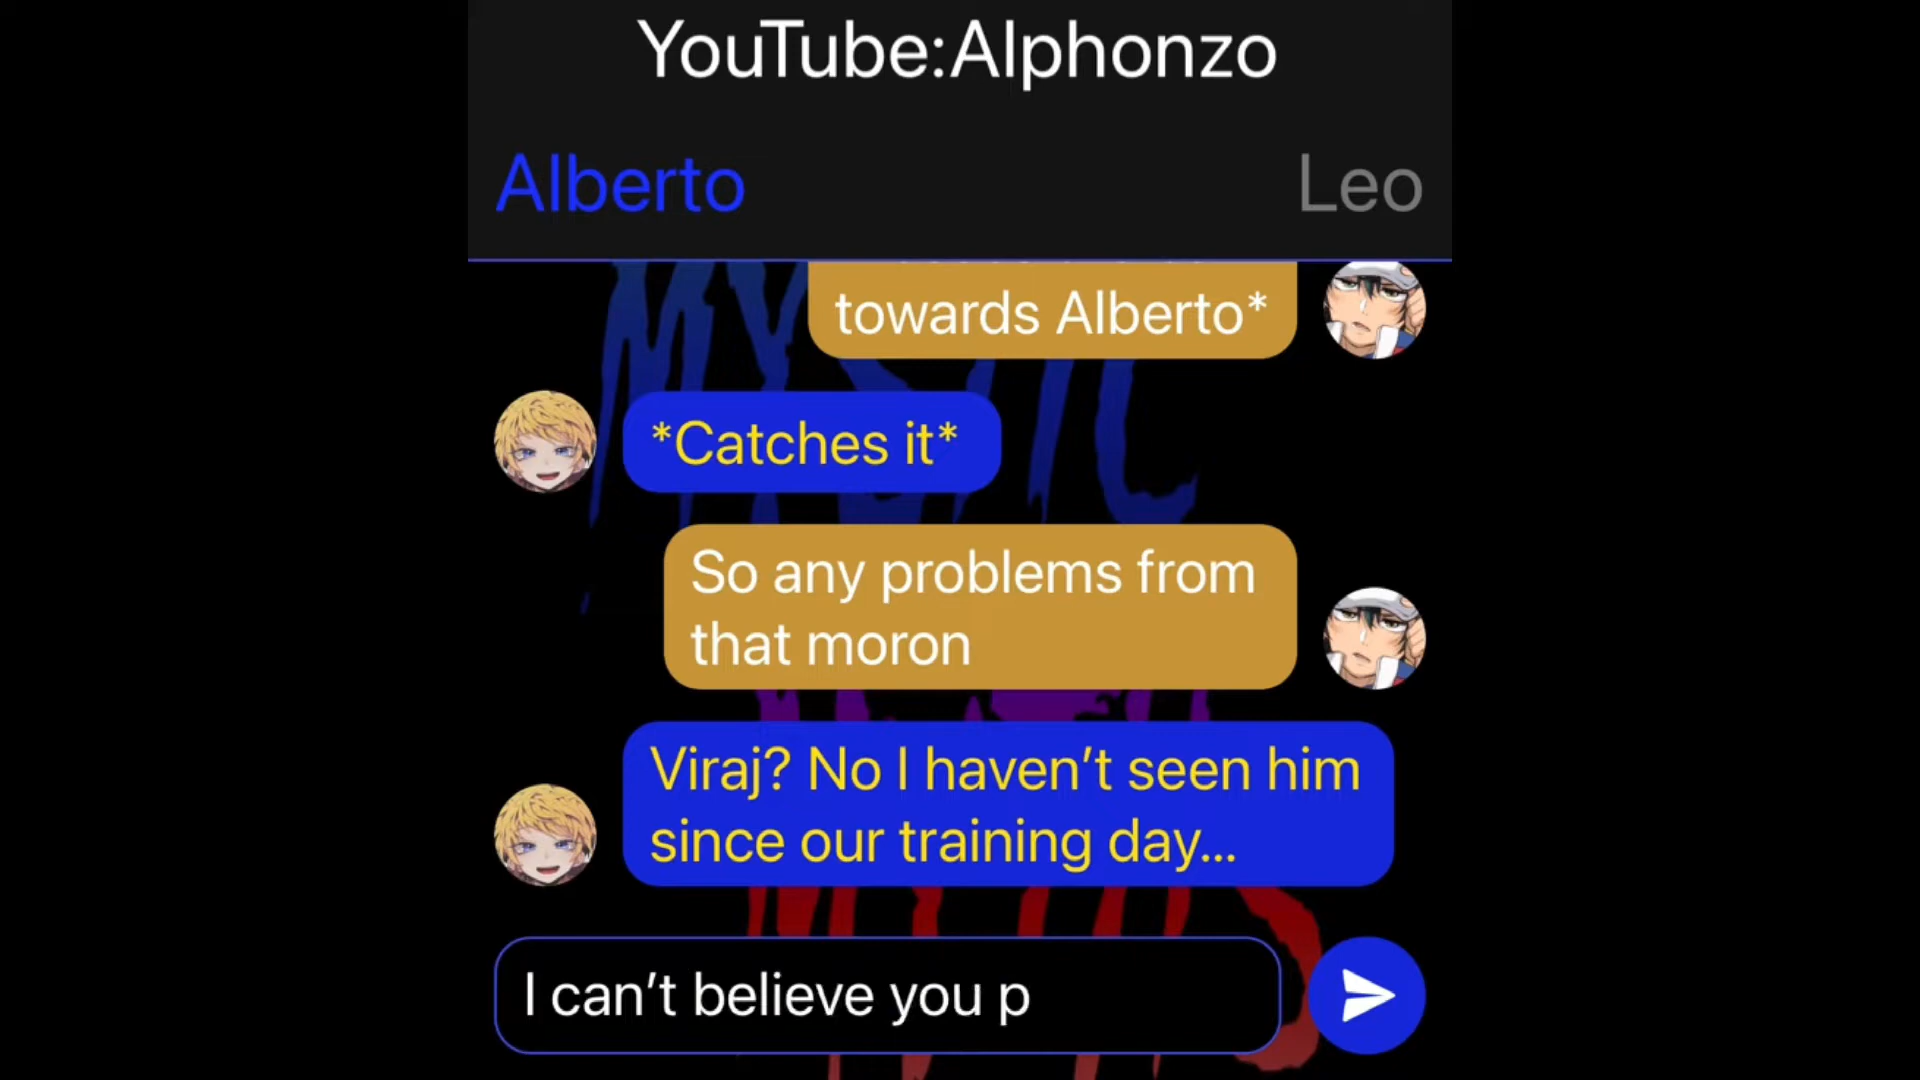 YouTube:Alphonzo
Alberto
Leo
towards Alberto*
*Catches it*
So any problems from
that moron
Viraj? No I haven’t seen him
since our training day...
I can’t believe you p